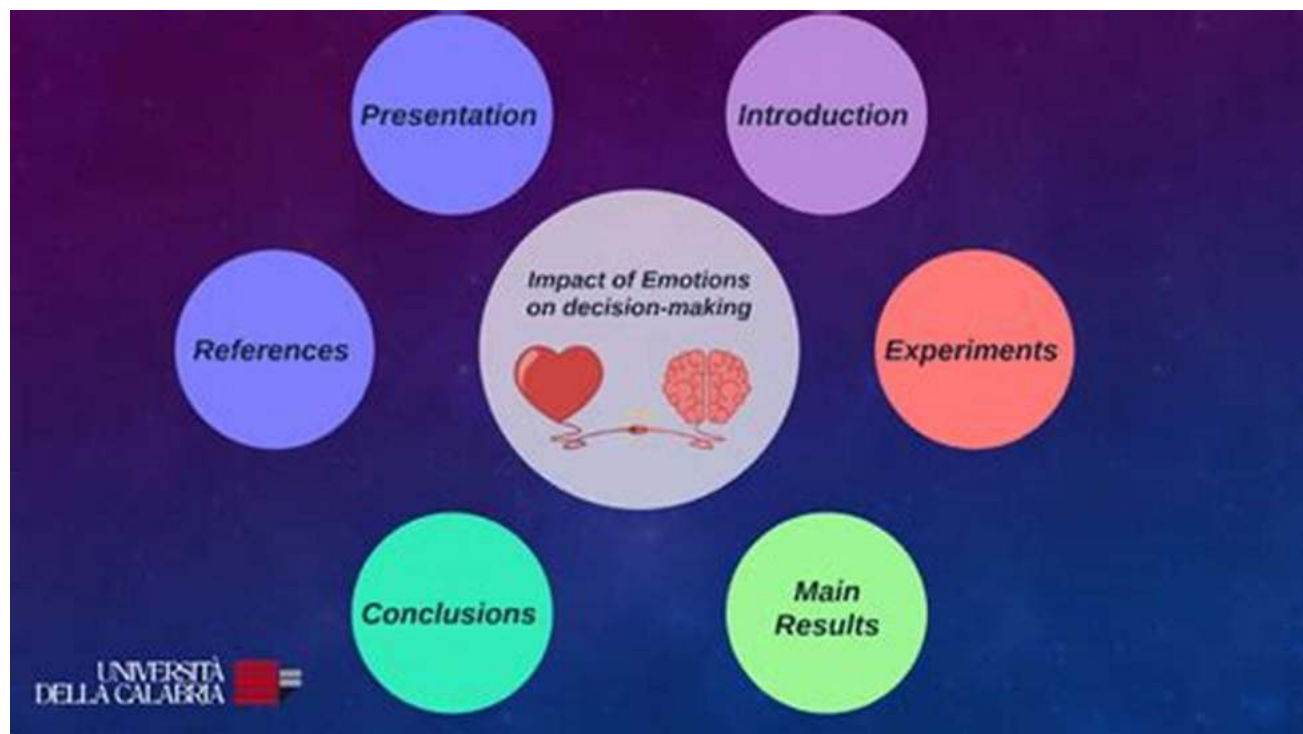 Presentation
Introduction
Impact of Emotions
on decision-making
References
Experiments
Conclusions
Main
Results
UNIVERSITÀ
DELLA CALABRIA